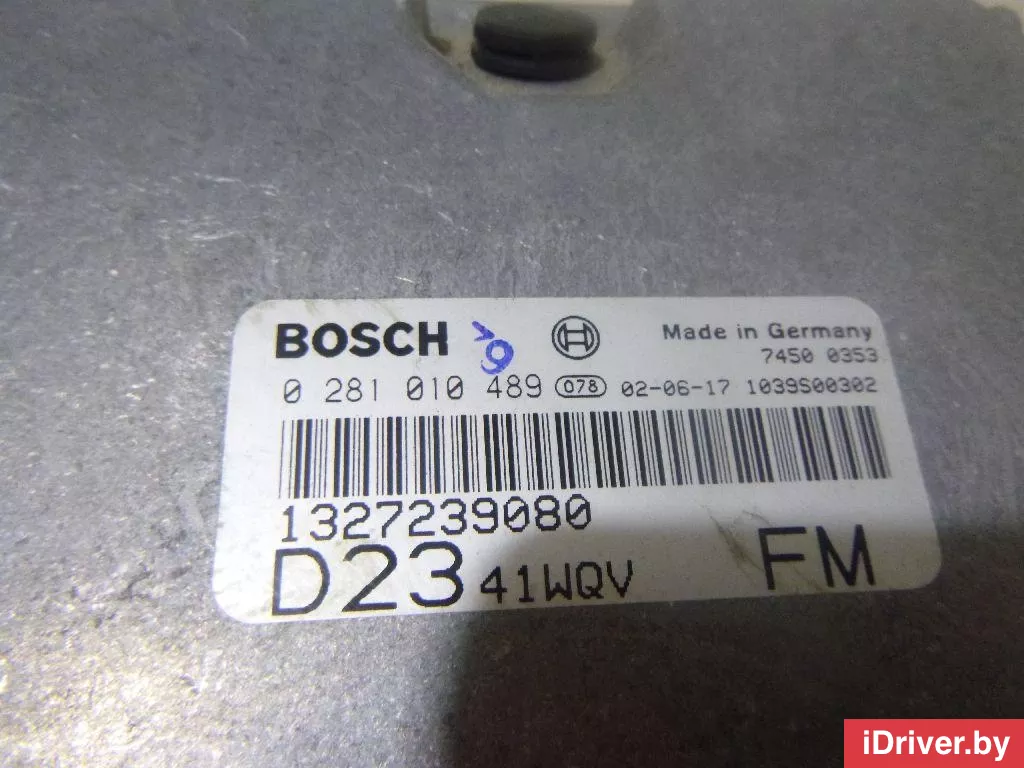 BOSCH Made in Germany
7450 0353
0 281 010 489 078 02-06-17 1039S00302
1327239080
D23 41WQV FM
iDriver.by